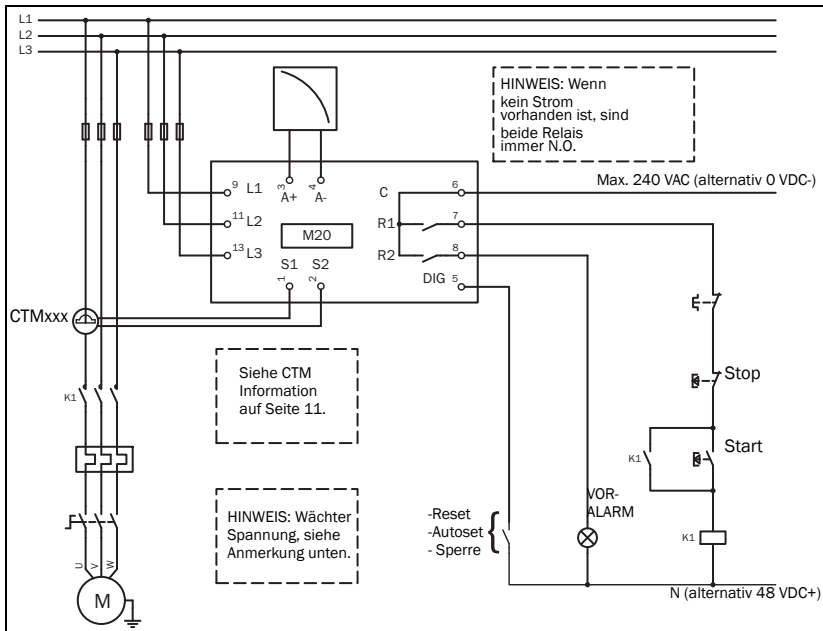 L1
L2
L3
HINWEIS: Wenn
kein Strom
vorhanden ist, sind
beide Relais
immer N.O.
Max. 240 VAC (alternativ 0 VDC-)
9 L1
11 L2
13 L3
3 A+
4 A-
M20
S1 S2
1 2
C 6
R1 7
R2 8
DIG 5
CTMxxx
Siehe CTM
Information
auf Seite 11.
K1
HINWEIS: Wächter
Spannung, siehe
Anmerkung unten.
Stop
Start
K1
-Reset
-Autoset
- Sperre
VOR-
ALARM
K1
N (alternativ 48 VDC+)
U V W
M